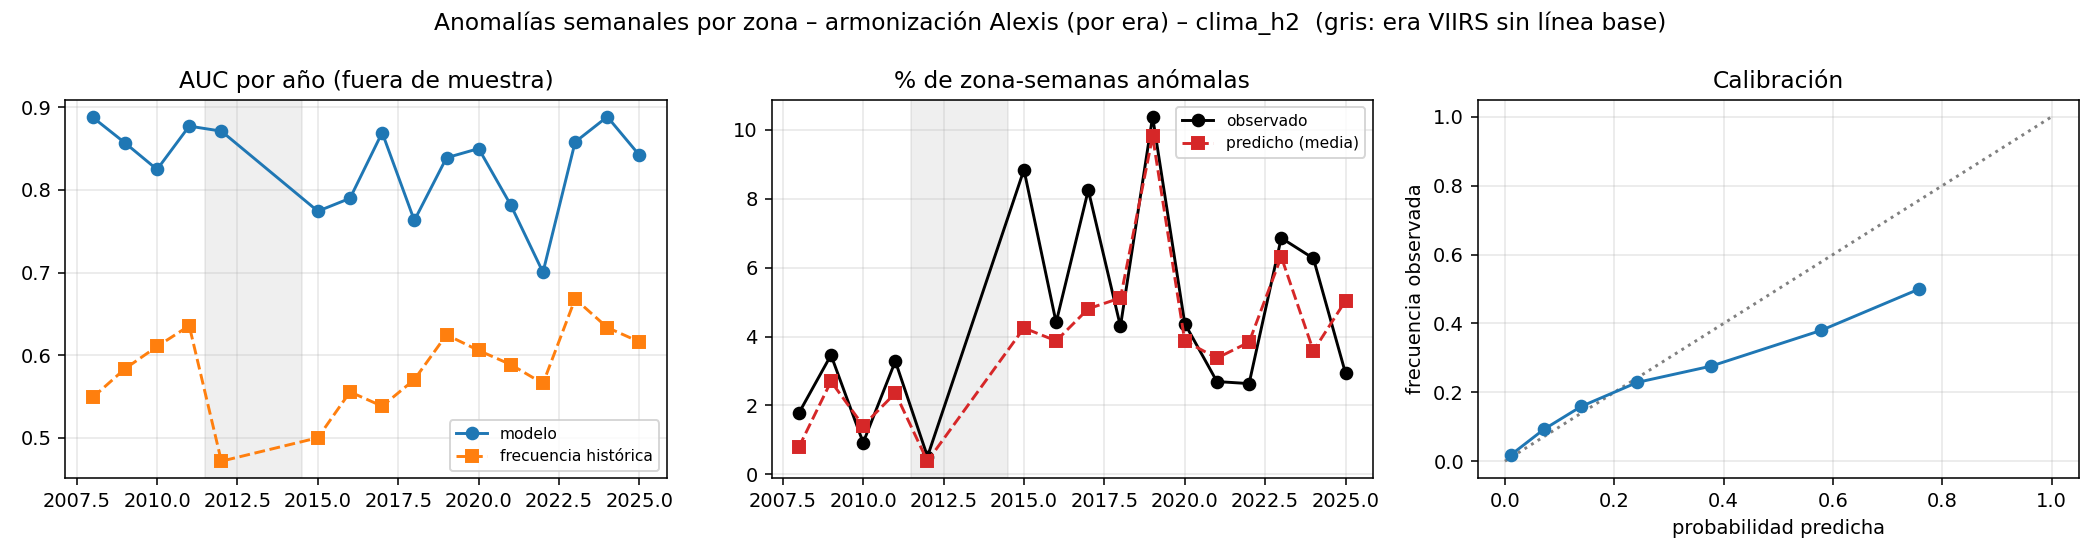 Anomalías semanales por zona – armonización Alexis (por era) – clima_h2  (gris: era VIIRS sin línea base)
AUC por año (fuera de muestra)
0.9
0.8
0.7
0.6
0.5
2007.5 2010.0 2012.5 2015.0 2017.5 2020.0 2022.5 2025.0
modelo
frecuencia histórica
% de zona-semanas anómalas
10
8
6
4
2
0
2007.5 2010.0 2012.5 2015.0 2017.5 2020.0 2022.5 2025.0
observado
predicho (media)
Calibración
frecuencia observada
1.0
0.8
0.6
0.4
0.2
0.0
0.0 0.2 0.4 0.6 0.8 1.0
probabilidad predicha